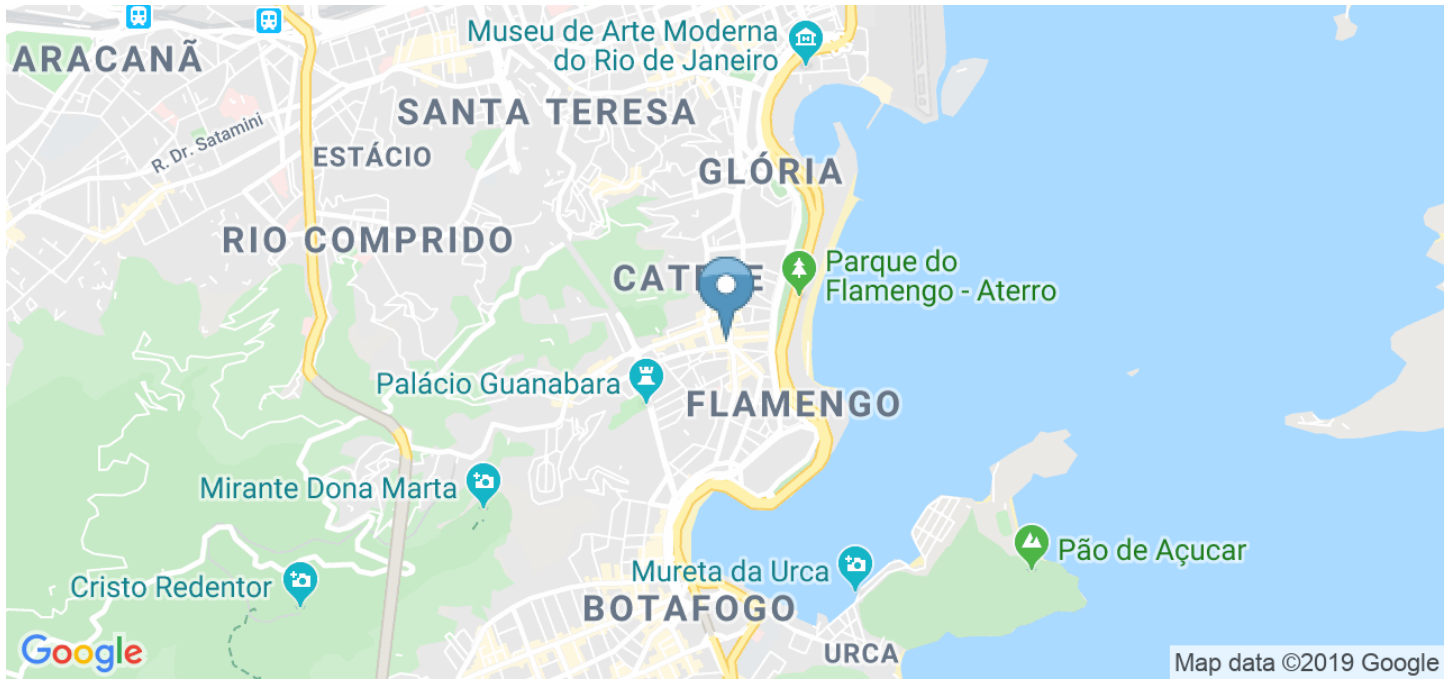 Museu de Arte Moderna
do Rio de Janeiro
ARACANÃ
SANTA TERESA
R. Dr. Satamini
ESTÁCIO
GLÓRIA
RIO COMPRIDO
CATE E
Parque do
Flamengo - Aterro
Palácio Guanabara
FLAMENGO
Mirante Dona Marta
Pão de Açucar
Mureta da Urca
Cristo Redentor
BOTAFOGO
URCA
Google
Map data ©2019 Google